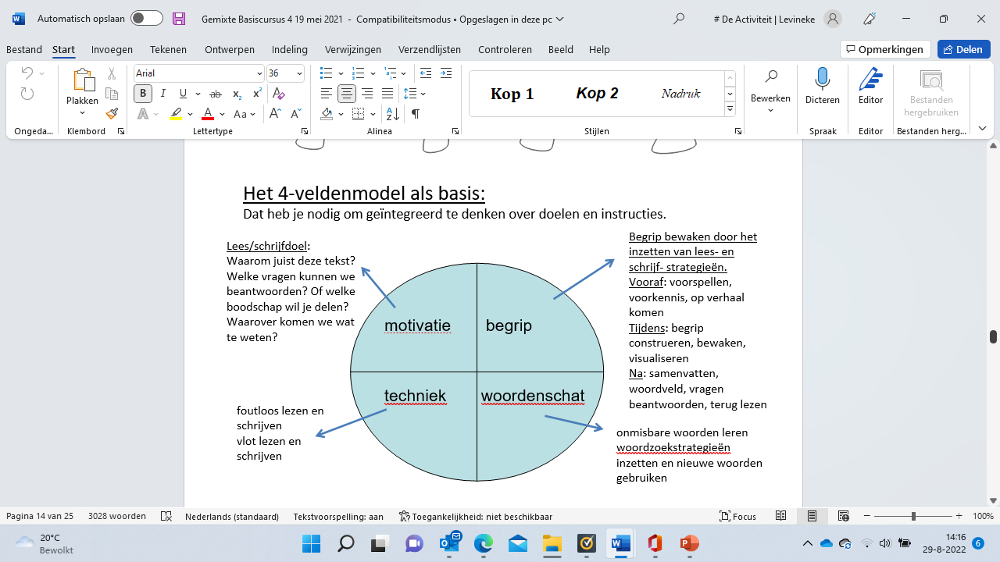 Automatisch opslaan
Gemixte Basiscursus 4 19 mei 2021 - Compatibiliteitsmodus • Opgeslagen in deze pc
# De Activiteit | Levineke
Bestand Start Invoegen Tekenen Ontwerpen Indeling Verwijzingen Verzendlijsten Controleren Beeld Help
Opmerkingen Delen
Plakken
Arial 36
B I U ab x₂ x²
A A A Aa A A
Kop 1 Kop 2 Nadruk
Bewerken
Dicteren
Editor
Bestanden
hergebruiken
Ongeda... Klembord Lettertype Alinea Stijlen Spraak Editor Bestanden herg...
Het 4-veldenmodel als basis:
Dat heb je nodig om geïntegreerd te denken over doelen en instructies.
Lees/schrijfdoel:
Waarom juist deze tekst?
Welke vragen kunnen we
beantwoorden? Of welke
boodschap wil je delen?
Waarover komen we wat
te weten?
Begrip bewaken door het
inzetten van lees- en
schrijf- strategieën.
Vooraf: voorspellen,
voorkennis, op verhaal
komen
Tijdens: begrip
construeren, bewaken,
visualiseren
Na: samenvatten,
woordveld, vragen
beantwoorden, terug lezen
motivatie
begrip
techniek
woordenschat
foutloos lezen en
schrijven
vlot lezen en
schrijven
onmisbare woorden leren
woordzoekstrategieën
inzetten en nieuwe woorden
gebruiken
Pagina 14 van 25 3028 woorden Nederlands (standaard) Tekstvoorspelling: aan Toegankelijkheid: niet beschikbaar Focus 100%
20°C
Bewolkt
14:16
29-8-2022
6